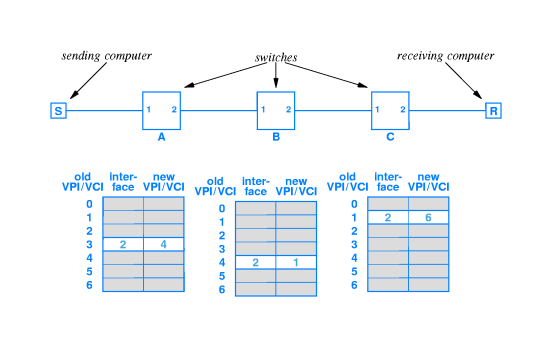 sending computer
switches
receiving computer
S
1 2
1 2
1 2
R
A
B
C
old inter- new
VPI/VCI face VPI/VCI
0
1
2
3 2 4
4
5
6
old inter- new
VPI/VCI face VPI/VCI
0
1
2
3
4 2 1
5
6
old inter- new
VPI/VCI face VPI/VCI
0
1 2 6
2
3
4
5
6